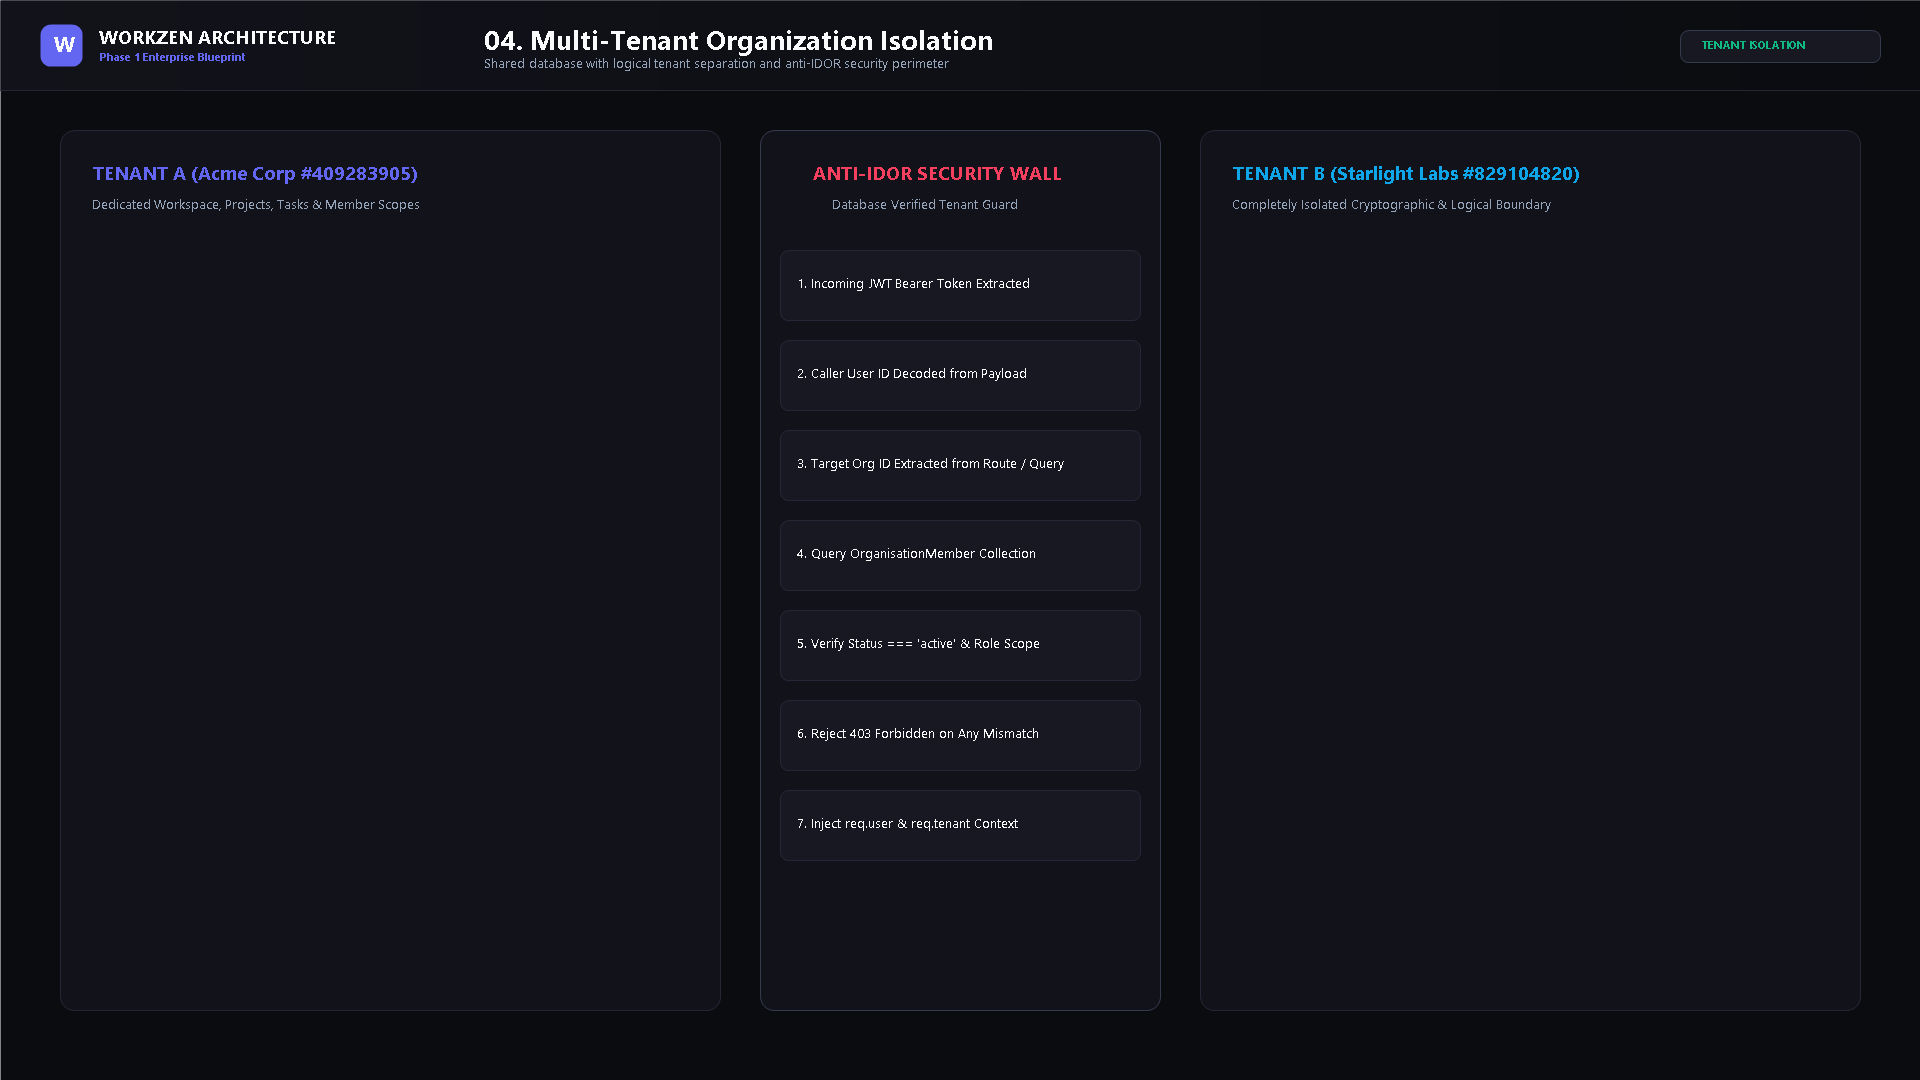 W
WORKZEN ARCHITECTURE
Phase 1 Enterprise Blueprint
04. Multi-Tenant Organization Isolation
Shared database with logical tenant separation and anti-IDOR security perimeter
TENANT ISOLATION
TENANT A (Acme Corp #409283905)
Dedicated Workspace, Projects, Tasks & Member Scopes
ANTI-IDOR SECURITY WALL
Database Verified Tenant Guard
1. Incoming JWT Bearer Token Extracted
2. Caller User ID Decoded from Payload
3. Target Org ID Extracted from Route / Query
4. Query OrganisationMember Collection
5. Verify Status === 'active' & Role Scope
6. Reject 403 Forbidden on Any Mismatch
7. Inject req.user & req.tenant Context
TENANT B (Starlight Labs #829104820)
Completely Isolated Cryptographic & Logical Boundary